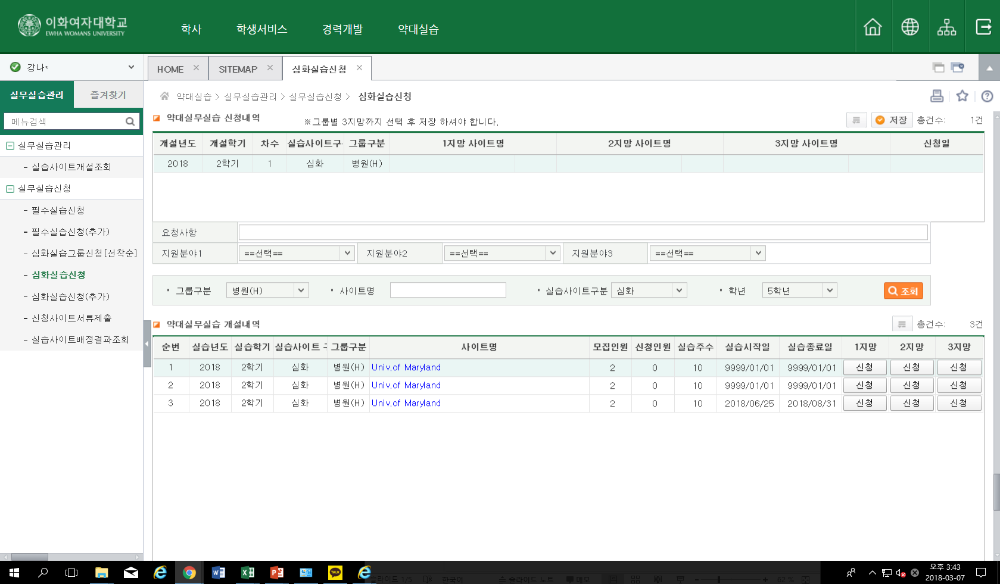 이화여자대학교
EWHA WOMANS UNIVERSITY
학사 학생서비스 경력개발 약대실습
강나*
HOME SITEMAP 심화실습신청
실무실습관리 즐겨찾기
약대실습 > 실무실습관리 > 실무실습신청 > 심화실습신청
메뉴검색
실무실습관리
- 실습사이트개설조회
실무실습신청
- 필수실습신청
- 필수실습신청(추가)
- 심화실습그룹신청[선착순]
- 심화실습신청
- 심화실습신청(추가)
- 신청사이트서류제출
- 실습사이트배정결과조회
약대실무실습 신청내역 ※그룹별 3지망까지 선택 후 저장 하셔야 합니다. 저장 총건수: 1건
개설년도 개설학기 차수 실습사이트구 그룹구분 1지망 사이트명 2지망 사이트명 3지망 사이트명 신청일
2018 2학기 1 심화 병원(H)
요청사항
지원분야1 ==선택== 지원분야2 ==선택== 지원분야3 ==선택==
· 그룹구분 병원(H) · 사이트명 · 실습사이트구분 심화 · 학년 5학년 조회
약대실무실습 개설내역 총건수: 3건
순번 실습년도 실습학기 실습사이트 구 그룹구분 사이트명 모집인원 신청인원 실습주수 실습시작일 실습종료일 1지망 2지망 3지망
1 2018 2학기 심화 병원(H) Univ.of Maryland 2 0 10 9999/01/01 9999/01/01 신청 신청 신청
2 2018 2학기 심화 병원(H) Univ.of Maryland 2 0 10 9999/01/01 9999/01/01 신청 신청 신청
3 2018 2학기 심화 병원(H) Univ.of Maryland 2 0 10 2018/06/25 2018/08/31 신청 신청 신청
TALK
슬라이드 1/5 한국어 슬라이드 노트 메모 62 %
오후 3:43
2018-03-07